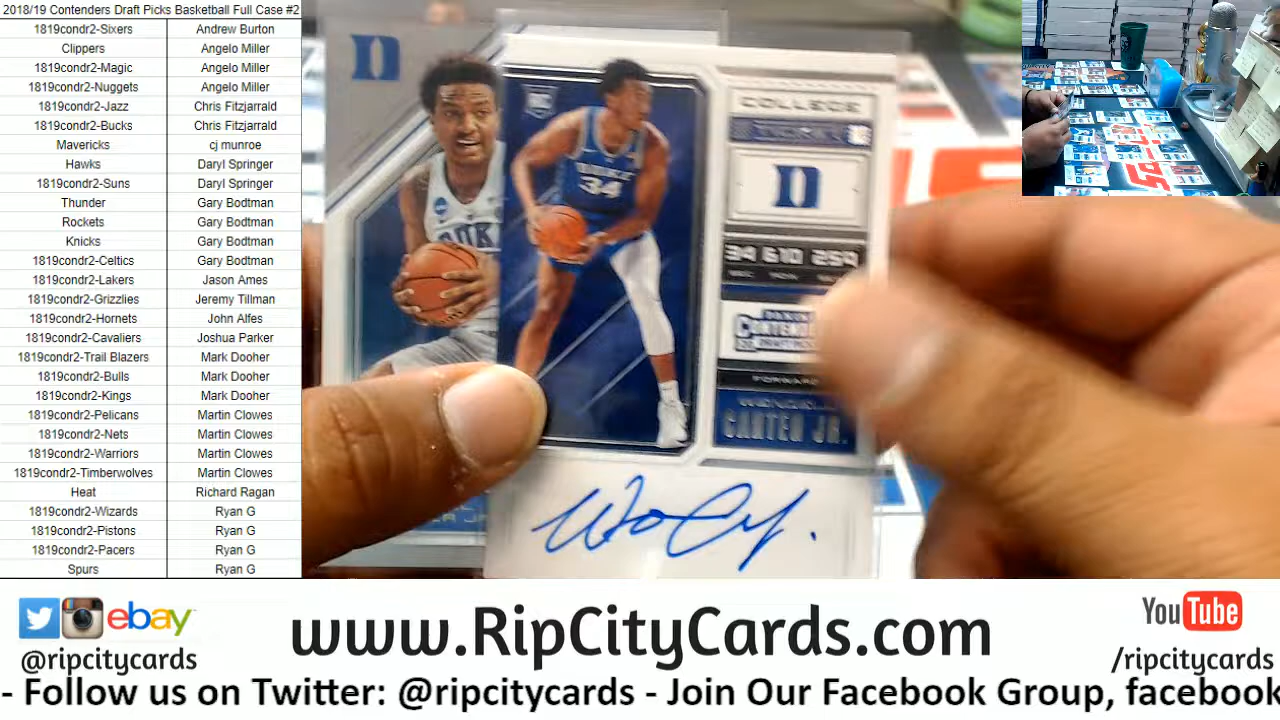 2018/19 Contenders Draft Picks Basketball Full Case #2
1819condr2-Sixers Andrew Burton
Clippers Angelo Miller
1819condr2-Magic Angelo Miller
1819condr2-Nuggets Angelo Miller
1819condr2-Jazz Chris Fitzjarrald
1819condr2-Bucks Chris Fitzjarrald
Mavericks cj munroe
Hawks Daryl Springer
1819condr2-Suns Daryl Springer
Thunder Gary Bodtman
Rockets Gary Bodtman
Knicks Gary Bodtman
1819condr2-Celtics Gary Bodtman
1819condr2-Lakers Jason Ames
1819condr2-Grizzlies Jeremy Tillman
1819condr2-Hornets John Alfes
1819condr2-Cavaliers Joshua Parker
1819condr2-Trail Blazers Mark Dooher
1819condr2-Bulls Mark Dooher
1819condr2-Kings Mark Dooher
1819condr2-Pelicans Martin Clowes
1819condr2-Nets Martin Clowes
1819condr2-Warriors Martin Clowes
1819condr2-Timberwolves Martin Clowes
Heat Richard Ragan
1819condr2-Wizards Ryan G
1819condr2-Pistons Ryan G
1819condr2-Pacers Ryan G
Spurs Ryan G
D
RC
DUKE
34
COLLEGE
D
34 610 259
FORWARD
CARTER JR.
ebay
@ripcitycards
www.RipCityCards.com
YouTube
/ripcitycards
- Follow us on Twitter: @ripcitycards - Join Our Facebook Group, facebook